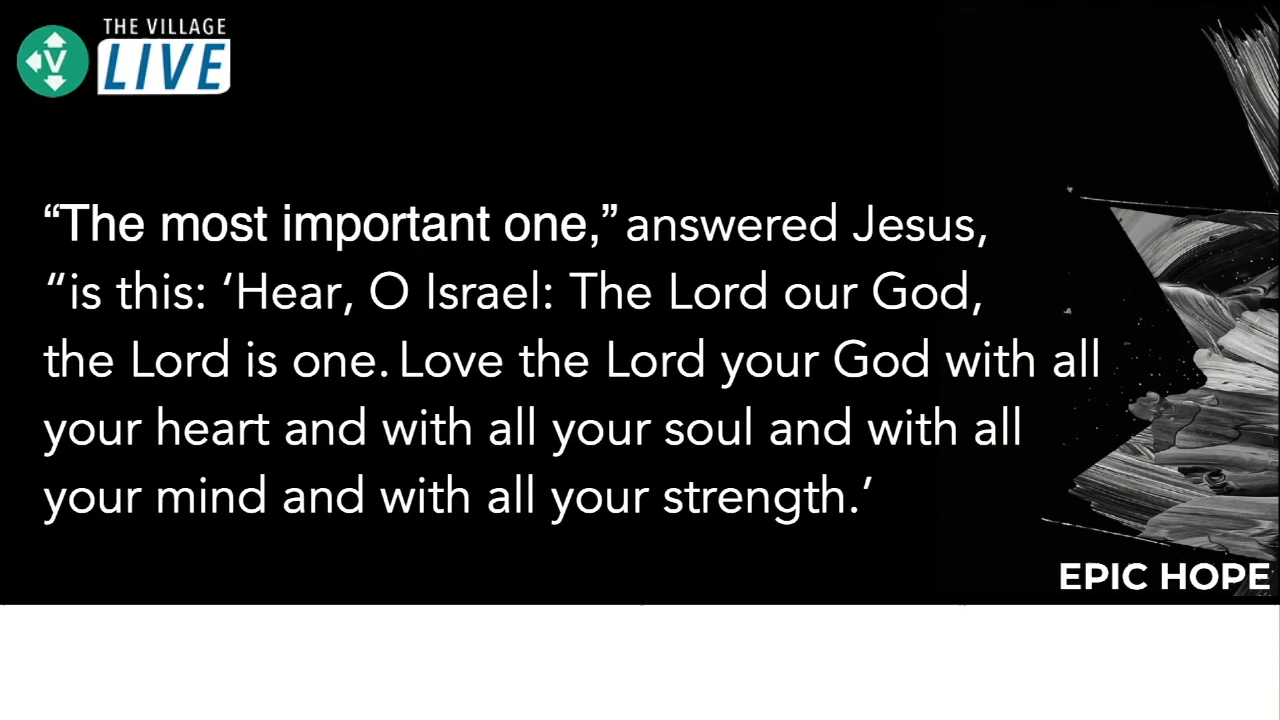 THE VILLAGE
V
LIVE
“The most important one,” answered Jesus,
“is this: ‘Hear, O Israel: The Lord our God,
the Lord is one. Love the Lord your God with all
your heart and with all your soul and with all
your mind and with all your strength.’
EPIC HOPE